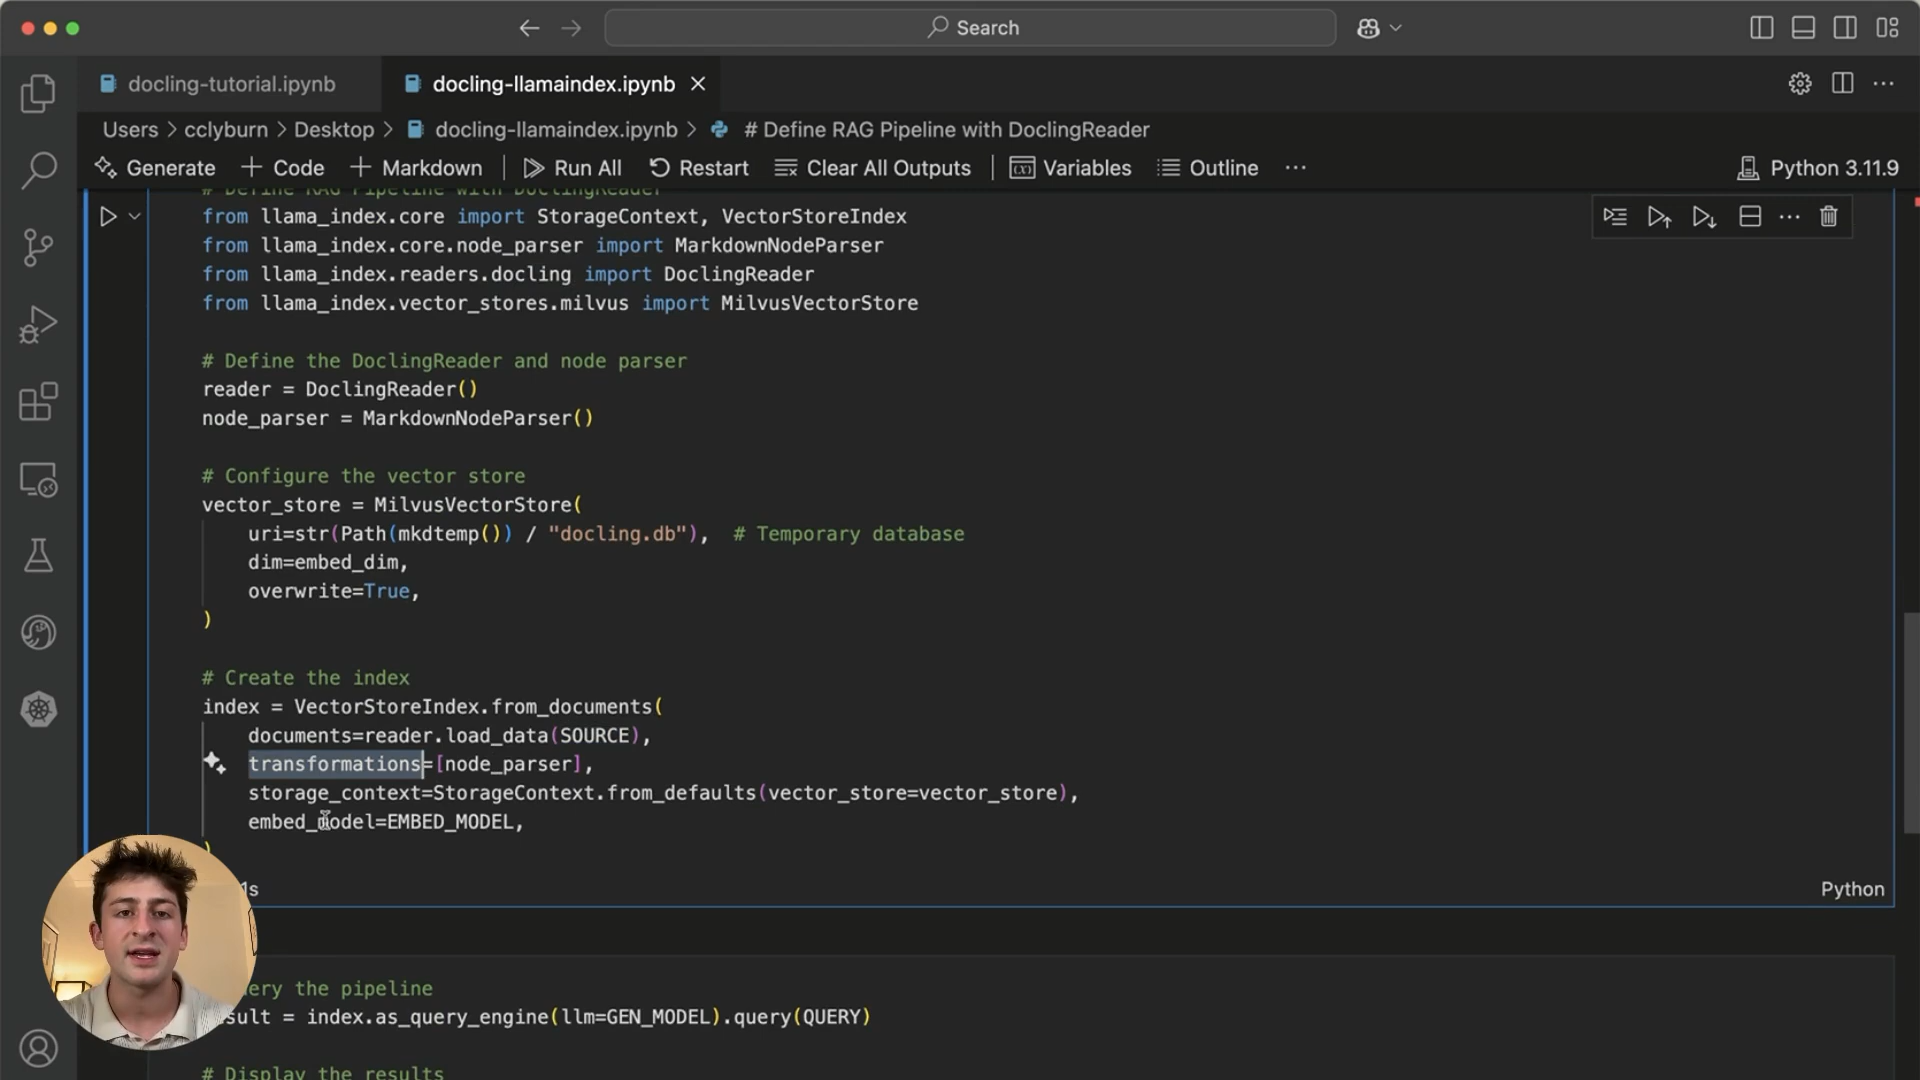 Search
docling-tutorial.ipynb
docling-llamaindex.ipynb
Users > cclyburn > Desktop > docling-llamaindex.ipynb > # Define RAG Pipeline with DoclingReader
Generate + Code + Markdown Run All Restart Clear All Outputs Variables Outline ... Python 3.11.9
# Define RAG Pipeline with DoclingReader
from llama_index.core import StorageContext, VectorStoreIndex
from llama_index.core.node_parser import MarkdownNodeParser
from llama_index.readers.docling import DoclingReader
from llama_index.vector_stores.milvus import MilvusVectorStore
# Define the DoclingReader and node parser
reader = DoclingReader()
node_parser = MarkdownNodeParser()
# Configure the vector store
vector_store = MilvusVectorStore(
uri=str(Path(mkdtemp()) / "docling.db"), # Temporary database
dim=embed_dim,
overwrite=True,
)
# Create the index
index = VectorStoreIndex.from_documents(
documents=reader.load_data(SOURCE),
transformations=[node_parser],
storage_context=StorageContext.from_defaults(vector_store=vector_store),
embed_model=EMBED_MODEL,
)
1s
Python
ery the pipeline
sult = index.as_query_engine(llm=GEN_MODEL).query(QUERY)
# Display the results